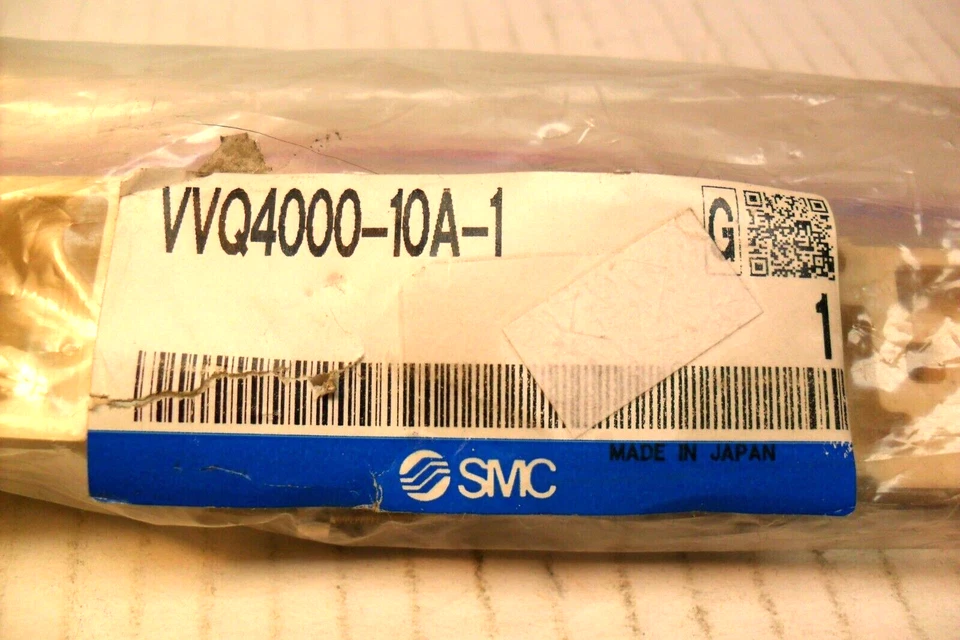 VVQ4000-10A-1
G
1
SMC
MADE IN JAPAN